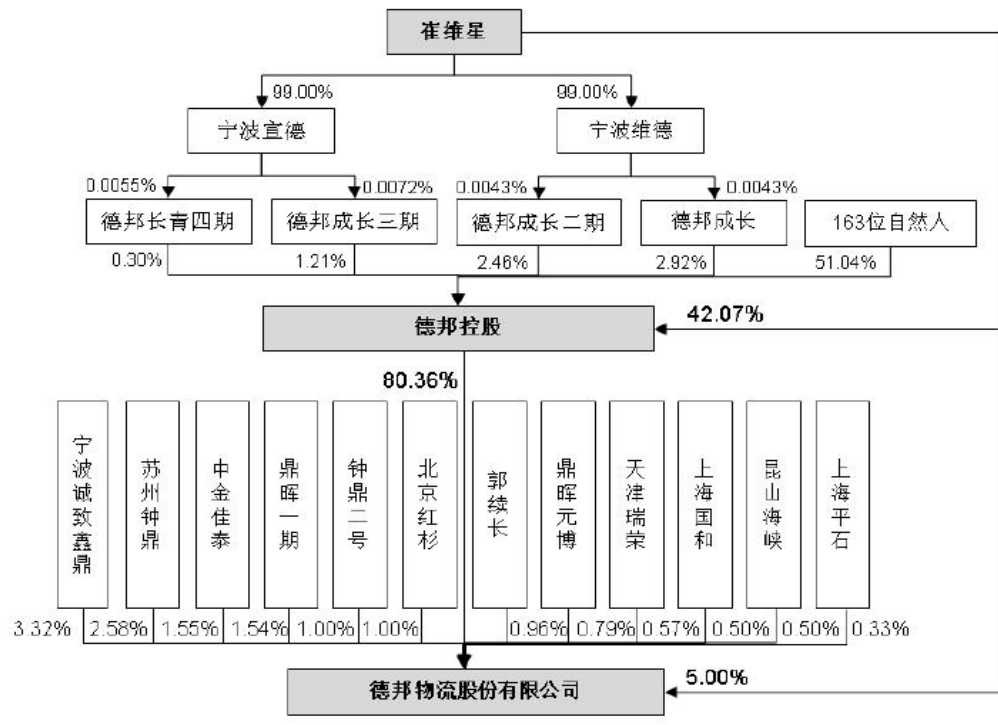 崔维星
99.00%
99.00%
宁波宣德
宁波维德
0.0055%
0.0072%
0.0043%
0.0043%
德邦长青四期
德邦成长三期
德邦成长二期
德邦成长
163位自然人
0.30%
1.21%
2.46%
2.92%
51.04%
德邦控股
42.07%
80.36%
宁波诚致鑫鼎
苏州钟鼎
中金佳泰
鼎晖一期
钟鼎二号
北京红杉
郭续长
鼎晖元博
天津瑞荣
上海国和
昆山海峡
上海平石
3.32%
2.58%
1.55%
1.54%
1.00%
1.00%
0.96%
0.79%
0.57%
0.50%
0.50%
0.33%
德邦物流股份有限公司
5.00%